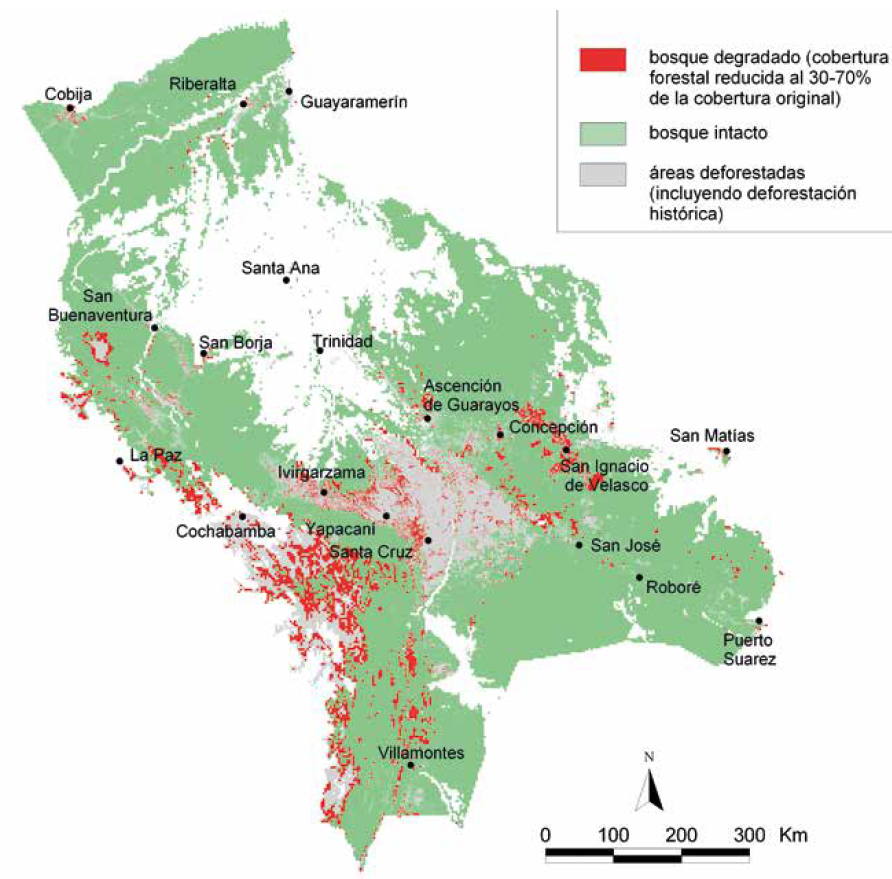 bosque degradado (cobertura
forestal reducida al 30-70%
de la cobertura original)
bosque intacto
áreas deforestadas
(incluyendo deforestación
histórica)
Cobija
Riberalta
Guayaramerín
Santa Ana
San
Buenaventura
San Borja
Trinidad
Ascención
de Guarayos
Concepción
San Matías
La Paz
San Ignacio
de Velasco
Ivirgarzama
Cochabamba
Yapacaní
Santa Cruz
San José
Roboré
Puerto
Suarez
Villamontes
N
0 100 200 300 Km